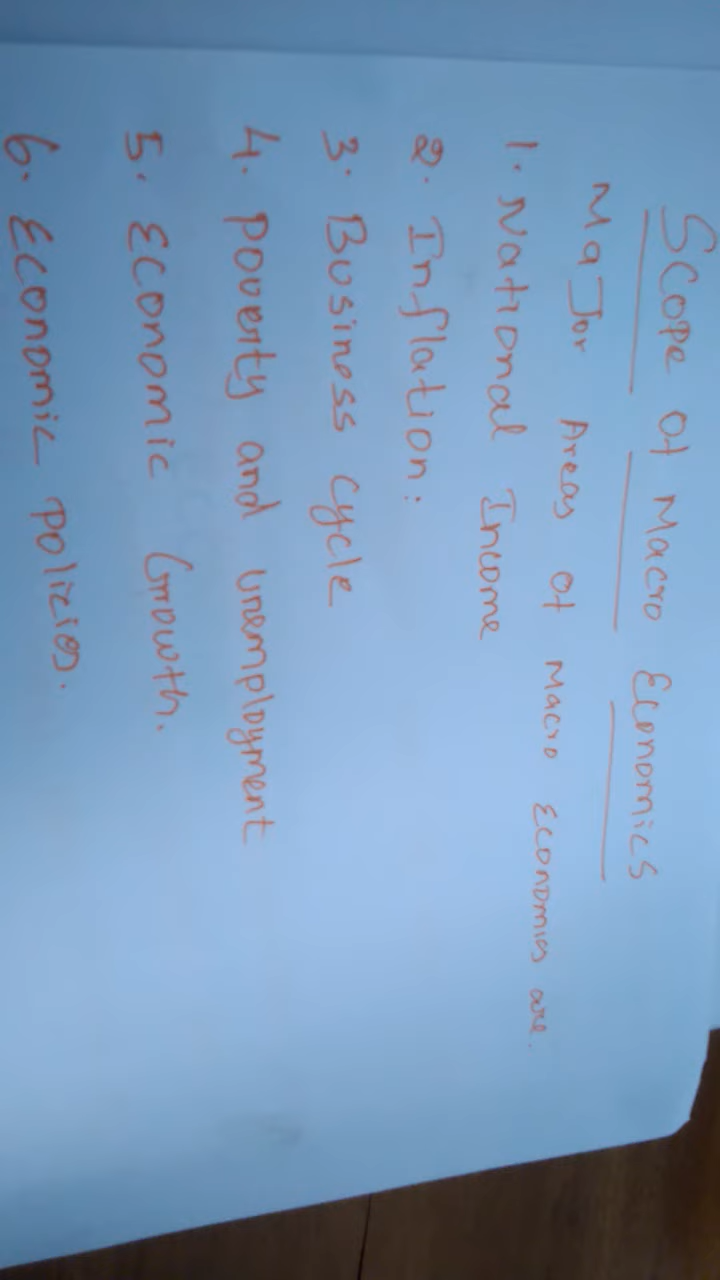 Scope of Macro Economics
Major Areas of Macro Economics are.
1. National Income
2. Inflation:
3. Business cycle
4. Poverty and unemployment
5. Economic Growth.
6. Economic policies.